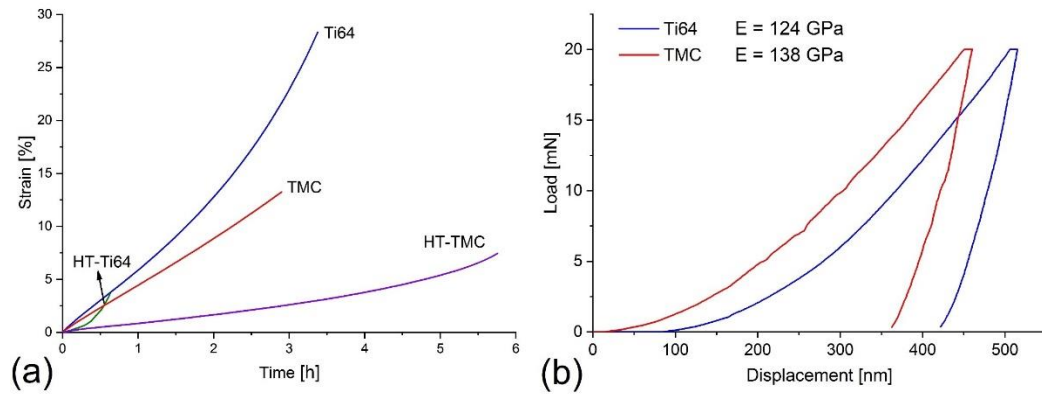 30
25
20
15
10
5
0
Strain [%]
0 1 2 3 4 5 6
Time [h]
Ti64
TMC
HT-Ti64
HT-TMC
(a)
20
15
10
5
0
Load [mN]
0 100 200 300 400 500
Displacement [nm]
Ti64 E = 124 GPa
TMC E = 138 GPa
(b)